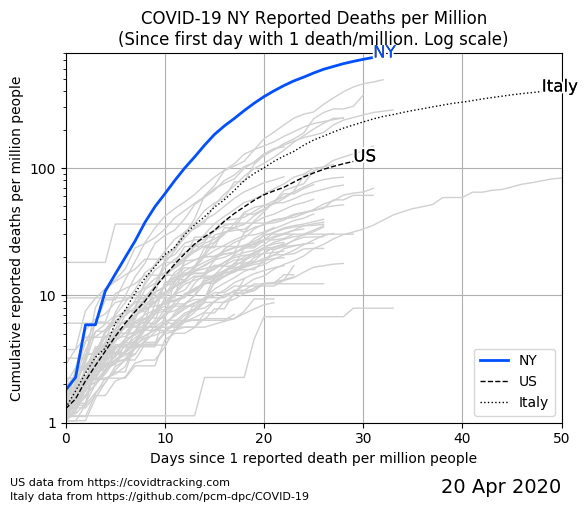 COVID-19 NY Reported Deaths per Million
(Since first day with 1 death/million. Log scale)
NY
Italy
US
100
10
1
Cumulative reported deaths per million people
NY
US
Italy
0 10 20 30 40 50
Days since 1 reported death per million people
US data from https://covidtracking.com
Italy data from https://github.com/pcm-dpc/COVID-19
20 Apr 2020